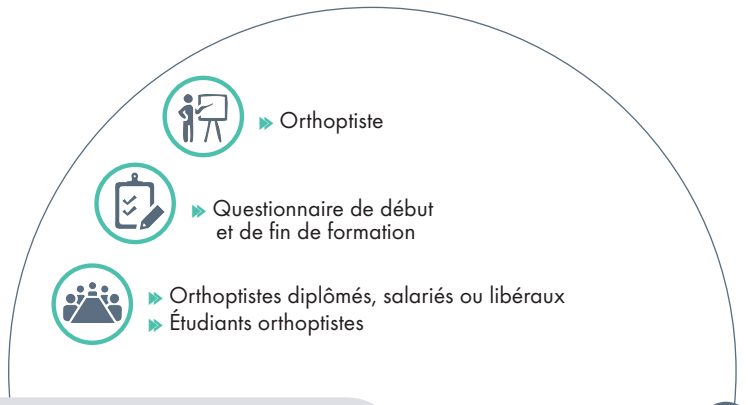 Orthoptiste
Questionnaire de début
et de fin de formation
Orthoptistes diplômés, salariés ou libéraux
Étudiants orthoptistes